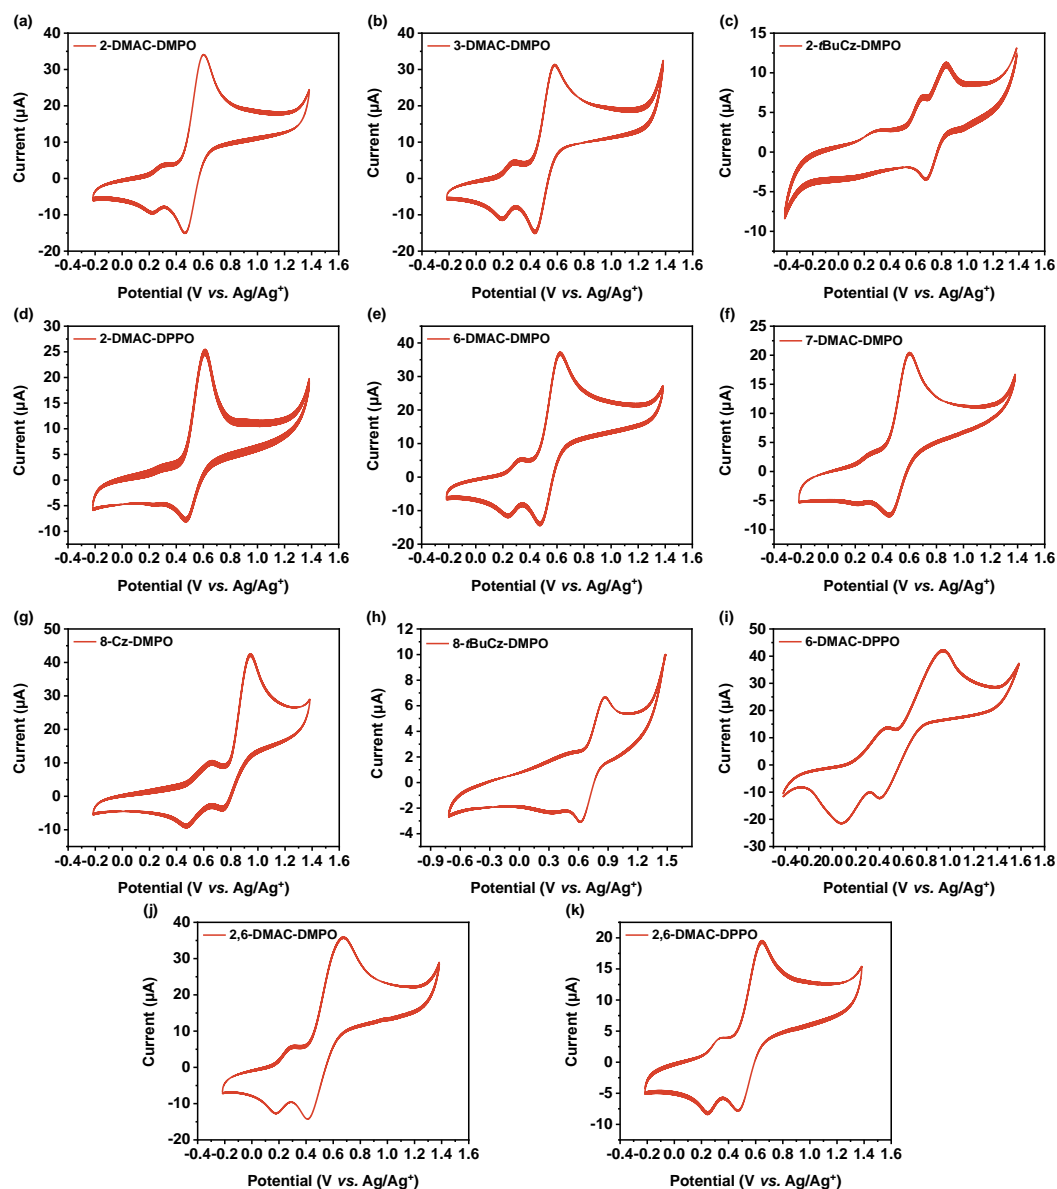 (a)
2-DMAC-DMPO
40
30
20
10
0
-10
-20
Current (µA)
-0.4-0.2 0.0 0.2 0.4 0.6 0.8 1.0 1.2 1.4 1.6
Potential (V vs. Ag/Ag⁺)
(b)
3-DMAC-DMPO
40
30
20
10
0
-10
-20
Current (µA)
-0.4-0.2 0.0 0.2 0.4 0.6 0.8 1.0 1.2 1.4 1.6
Potential (V vs. Ag/Ag⁺)
(c)
2-tBuCz-DMPO
15
10
5
0
-5
-10
Current (µA)
-0.4-0.2 0.0 0.2 0.4 0.6 0.8 1.0 1.2 1.4 1.6
Potential (V vs. Ag/Ag⁺)
(d)
2-DMAC-DPPO
30
25
20
15
10
5
0
-5
-10
Current (µA)
-0.4-0.2 0.0 0.2 0.4 0.6 0.8 1.0 1.2 1.4 1.6
Potential (V vs. Ag/Ag⁺)
(e)
6-DMAC-DMPO
40
30
20
10
0
-10
-20
Current (µA)
-0.4-0.2 0.0 0.2 0.4 0.6 0.8 1.0 1.2 1.4 1.6
Potential (V vs. Ag/Ag⁺)
(f)
7-DMAC-DMPO
25
20
15
10
5
0
-5
-10
Current (µA)
-0.4-0.2 0.0 0.2 0.4 0.6 0.8 1.0 1.2 1.4 1.6
Potential (V vs. Ag/Ag⁺)
(g)
8-Cz-DMPO
50
40
30
20
10
0
-10
Current (µA)
-0.4-0.2 0.0 0.2 0.4 0.6 0.8 1.0 1.2 1.4 1.6
Potential (V vs. Ag/Ag⁺)
(h)
8-tBuCz-DMPO
12
10
8
6
4
2
0
-2
-4
Current (µA)
-0.9 -0.6 -0.3 0.0 0.3 0.6 0.9 1.2 1.5
Potential (V vs. Ag/Ag⁺)
(i)
6-DMAC-DPPO
50
40
30
20
10
0
-10
-20
-30
Current (µA)
-0.4-0.2 0.0 0.2 0.4 0.6 0.8 1.0 1.2 1.4 1.6 1.8
Potential (V vs. Ag/Ag⁺)
(j)
2,6-DMAC-DMPO
40
30
20
10
0
-10
-20
Current (µA)
-0.4-0.2 0.0 0.2 0.4 0.6 0.8 1.0 1.2 1.4 1.6
Potential (V vs. Ag/Ag⁺)
(k)
2,6-DMAC-DPPO
20
15
10
5
0
-5
-10
Current (µA)
-0.4-0.2 0.0 0.2 0.4 0.6 0.8 1.0 1.2 1.4 1.6
Potential (V vs. Ag/Ag⁺)